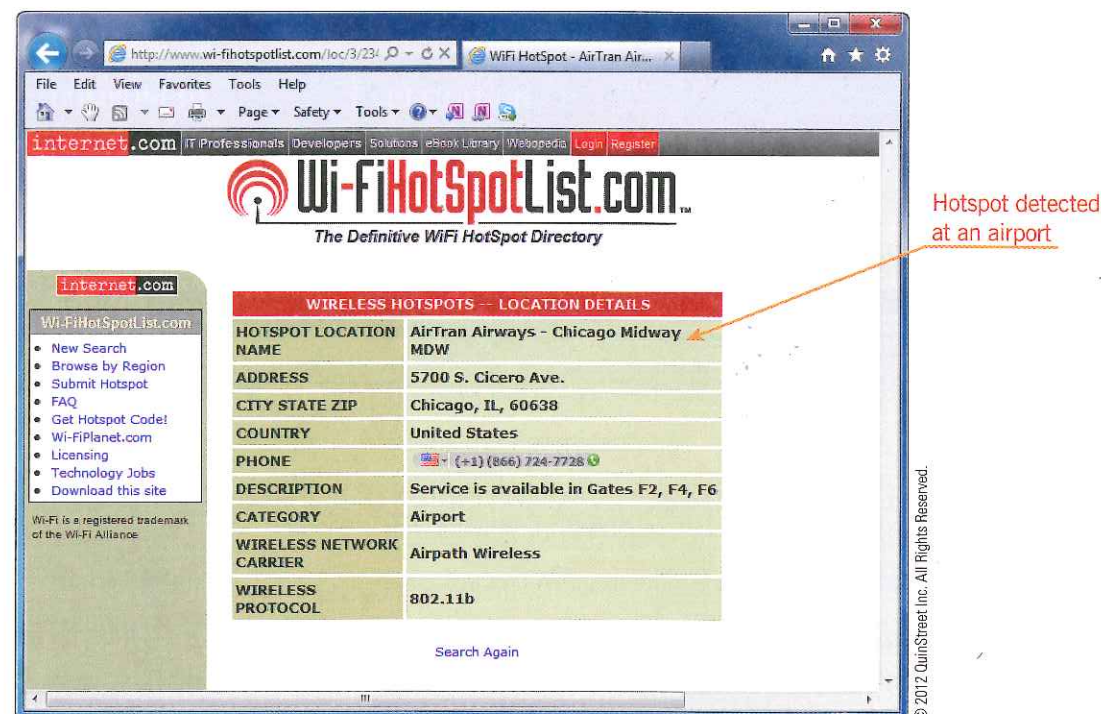 http://www.wi-fihotspotlist.com/loc/3/234
WiFi HotSpot - AirTran Air...
File Edit View Favorites Tools Help
Page Safety Tools
internet.com IT Professionals Developers Solutions eBook Library Webopedia Login Register
Wi-FiHotSpotList.com™
The Definitive WiFi HotSpot Directory
Hotspot detected
at an airport
internet.com
Wi-FiHotSpotList.com
New Search
Browse by Region
Submit Hotspot
FAQ
Get Hotspot Code!
Wi-FiPlanet.com
Licensing
Technology Jobs
Download this site
Wi-Fi is a registered trademark
of the Wi-Fi Alliance
WIRELESS HOTSPOTS -- LOCATION DETAILS
HOTSPOT LOCATION NAME AirTran Airways - Chicago Midway MDW
ADDRESS 5700 S. Cicero Ave.
CITY STATE ZIP Chicago, IL, 60638
COUNTRY United States
PHONE (+1) (866) 724-7728
DESCRIPTION Service is available in Gates F2, F4, F6
CATEGORY Airport
WIRELESS NETWORK CARRIER Airpath Wireless
WIRELESS PROTOCOL 802.11b
Search Again
© 2012 QuinStreet Inc. All Rights Reserved.